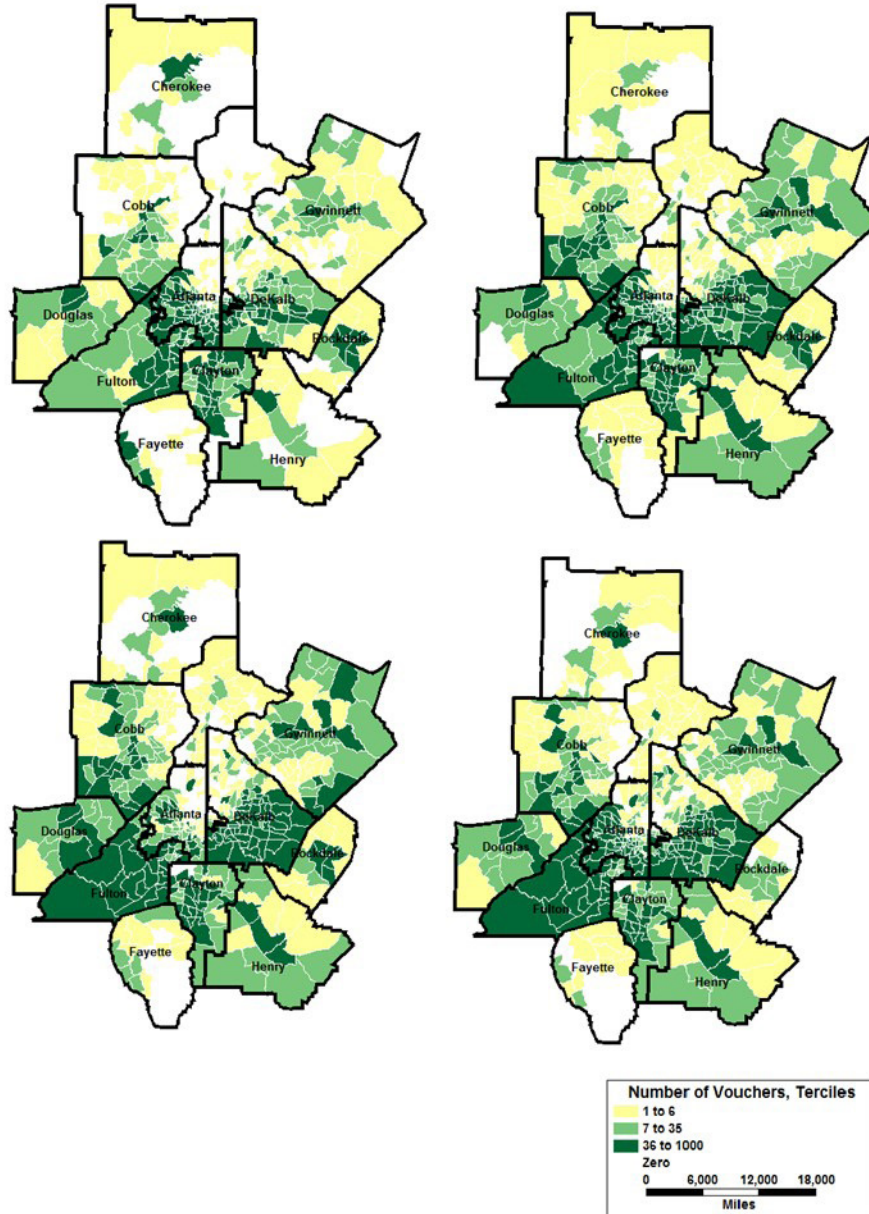 Cherokee
Cobb
Gwinnett
Atlanta
DeKalb
Douglas
Rockdale
Fulton
Clayton
Fayette
Henry
Cherokee
Cobb
Gwinnett
Atlanta
DeKalb
Douglas
Rockdale
Fulton
Clayton
Fayette
Henry
Cherokee
Cobb
Gwinnett
Atlanta
DeKalb
Douglas
Rockdale
Fulton
Clayton
Fayette
Henry
Cherokee
Cobb
Gwinnett
Atlanta
DeKalb
Douglas
Rockdale
Fulton
Clayton
Fayette
Henry
Number of Vouchers, Terciles
1 to 6
7 to 35
36 to 1000
Zero
0 6,000 12,000 18,000
Miles